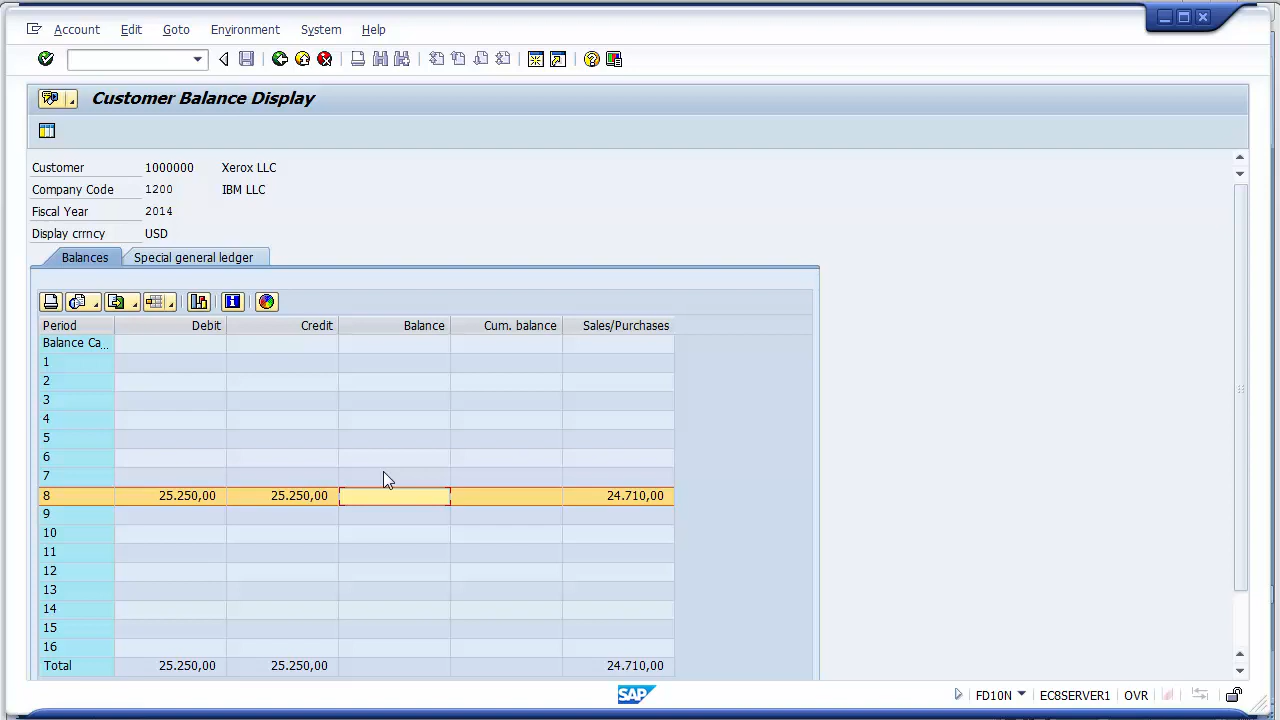 Account Edit Goto Environment System Help
Customer Balance Display
Customer 1000000 Xerox LLC
Company Code 1200 IBM LLC
Fiscal Year 2014
Display crrncy USD
Balances Special general ledger
Period Debit Credit Balance Cum. balance Sales/Purchases
Balance Ca...
1
2
3
4
5
6
7
8 25.250,00 25.250,00 24.710,00
9
10
11
12
13
14
15
16
Total 25.250,00 25.250,00 24.710,00
SAP FD10N EC8SERVER1 OVR